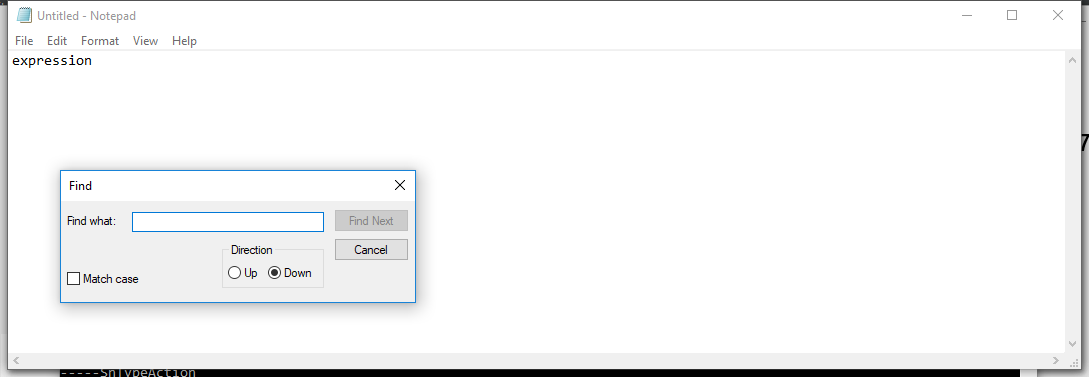 Untitled - Notepad
File Edit Format View Help
expression
Find
Find what:
Find Next
Direction
Cancel
Up Down
Match case
-----SnTypeAction
7